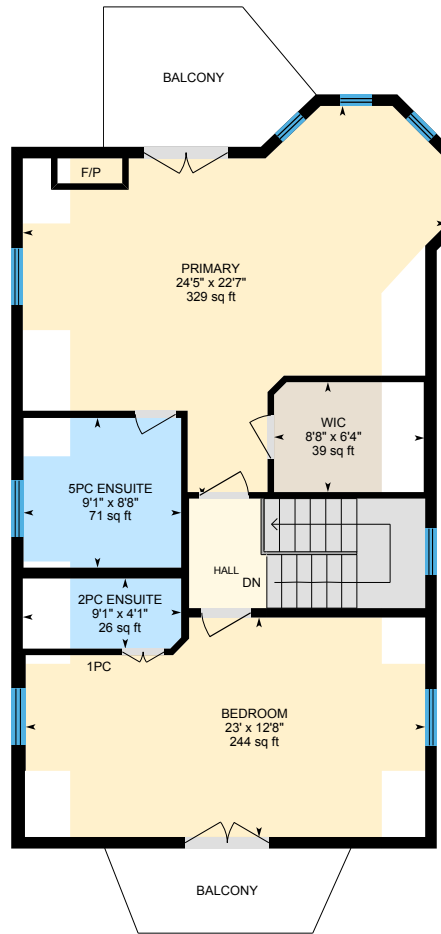 BALCONY
F/P
PRIMARY
24'5" x 22'7"
329 sq ft
WIC
8'8" x 6'4"
39 sq ft
5PC ENSUITE
9'1" x 8'8"
71 sq ft
HALL
DN
2PC ENSUITE
9'1" x 4'1"
26 sq ft
1PC
BEDROOM
23' x 12'8"
244 sq ft
BALCONY